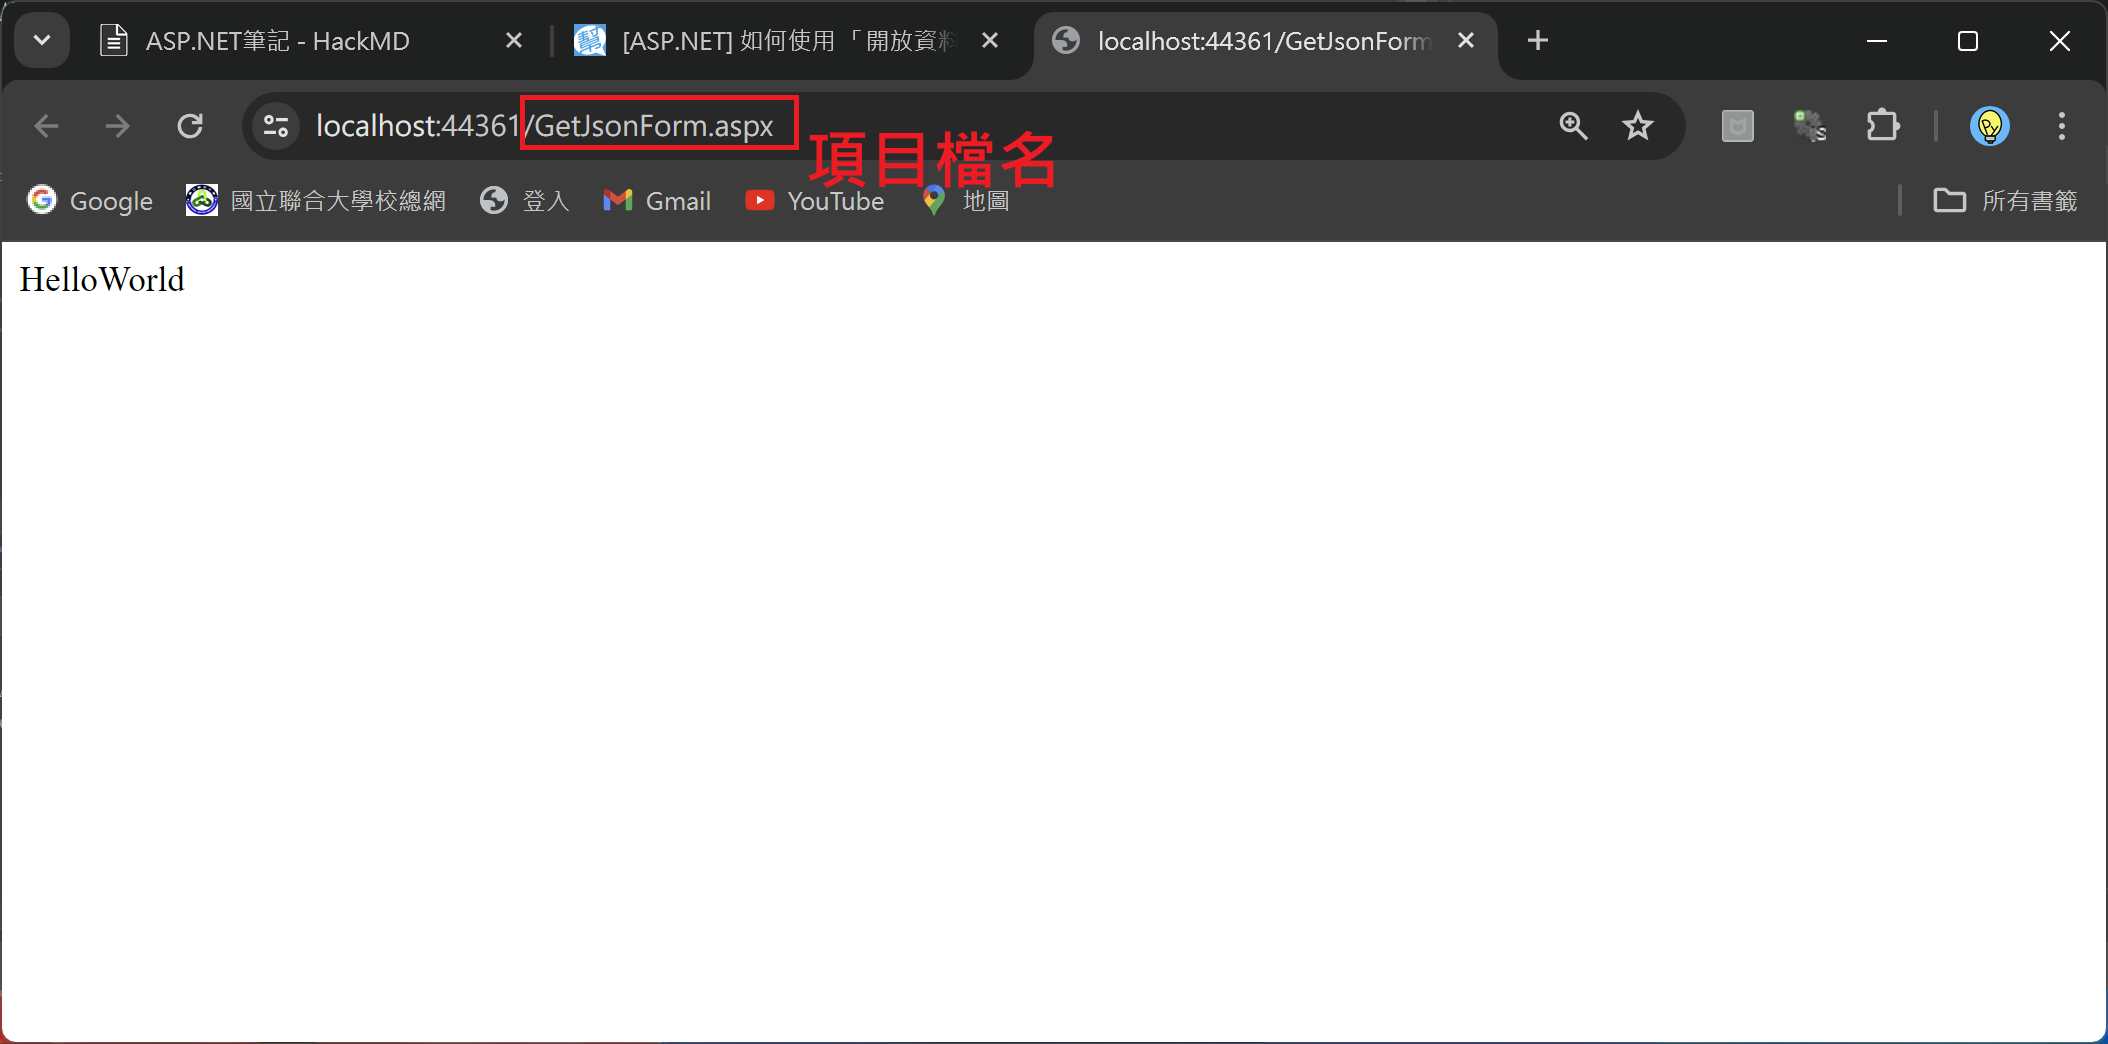 ASP.NET筆記 - HackMD
[ASP.NET] 如何使用「開放資料
localhost:44361/GetJsonForm
localhost:44361/GetJsonForm.aspx
項目檔名
Google
國立聯合大學校總網
登入
Gmail
YouTube
地圖
所有書籤
HelloWorld